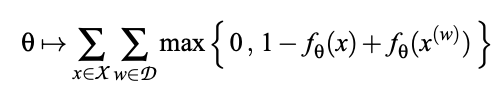 θ ↦ ∑_{x∈𝒳} ∑_{w∈𝒟} max { 0 , 1 − f_θ(x) + f_θ(x^{(w)}) }